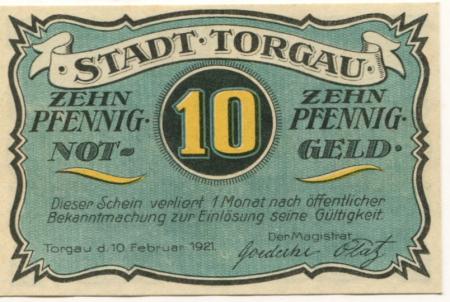 STADT·TORGAU·
ZEHN PFENNIG· NOT=
10
ZEHN PFENNIG· GELD·
Dieser Schein verliert 1 Monat nach öffentlicher
Bekanntmachung zur Einlösung seine Gültigkeit.
Torgau d. 10 Februar 1921.
Der Magistrat